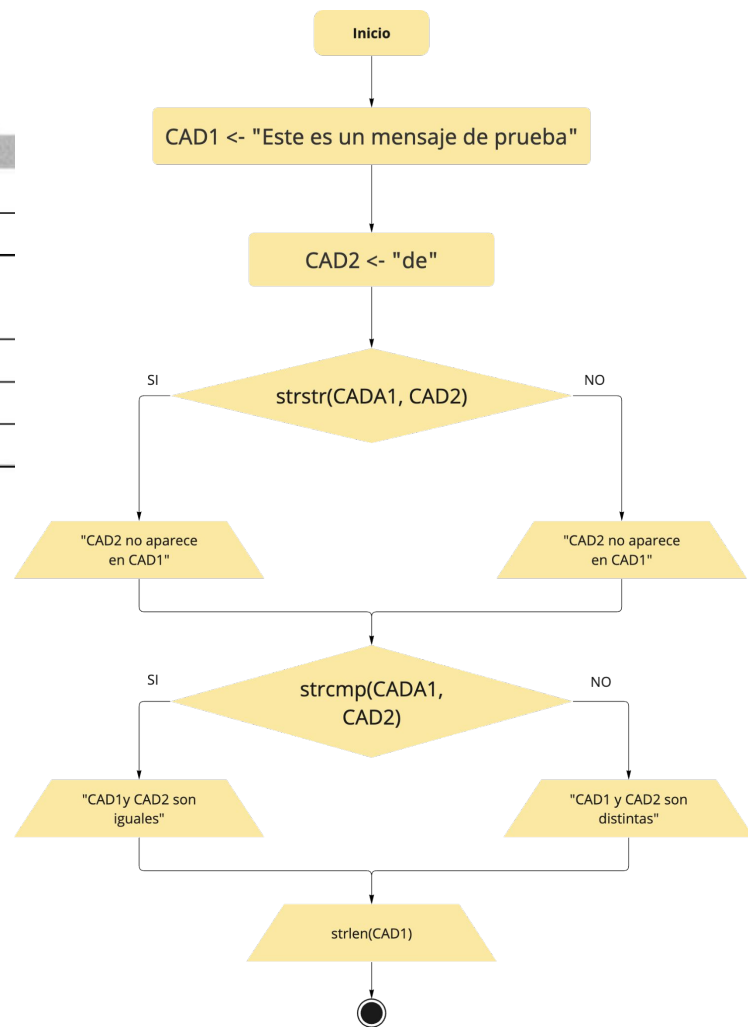 Inicio
CAD1 <- "Este es un mensaje de prueba"
CAD2 <- "de"
SI
NO
strstr(CADA1, CAD2)
"CAD2 no aparece
en CAD1"
"CAD2 no aparece
en CAD1"
SI
NO
strcmp(CADA1,
CAD2)
"CAD1y CAD2 son
iguales"
"CAD1 y CAD2 son
distintas"
strlen(CAD1)